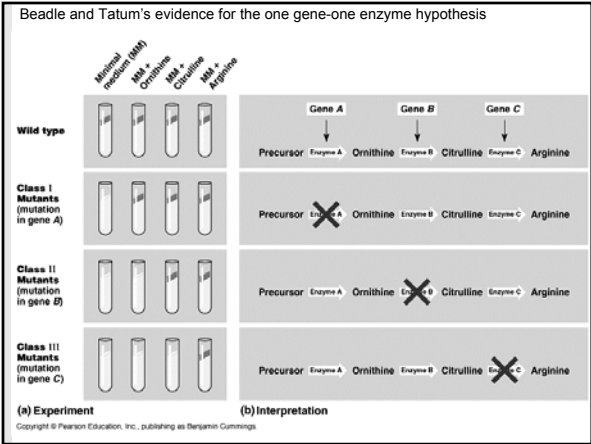 Beadle and Tatum’s evidence for the one gene-one enzyme hypothesis
Minimal
medium (MM)
MM +
Ornithine
MM +
Citrulline
MM +
Arginine
Gene A
Gene B
Gene C
Wild type
Precursor Enzyme A Ornithine Enzyme B Citrulline Enzyme C Arginine
Class I
Mutants
(mutation
in gene A)
Precursor Enzyme A Ornithine Enzyme B Citrulline Enzyme C Arginine
Class II
Mutants
(mutation
in gene B)
Precursor Enzyme A Ornithine Enzyme B Citrulline Enzyme C Arginine
Class III
Mutants
(mutation
in gene C)
Precursor Enzyme A Ornithine Enzyme B Citrulline Enzyme C Arginine
(a) Experiment
(b) Interpretation
Copyright © Pearson Education, Inc., publishing as Benjamin Cummings.